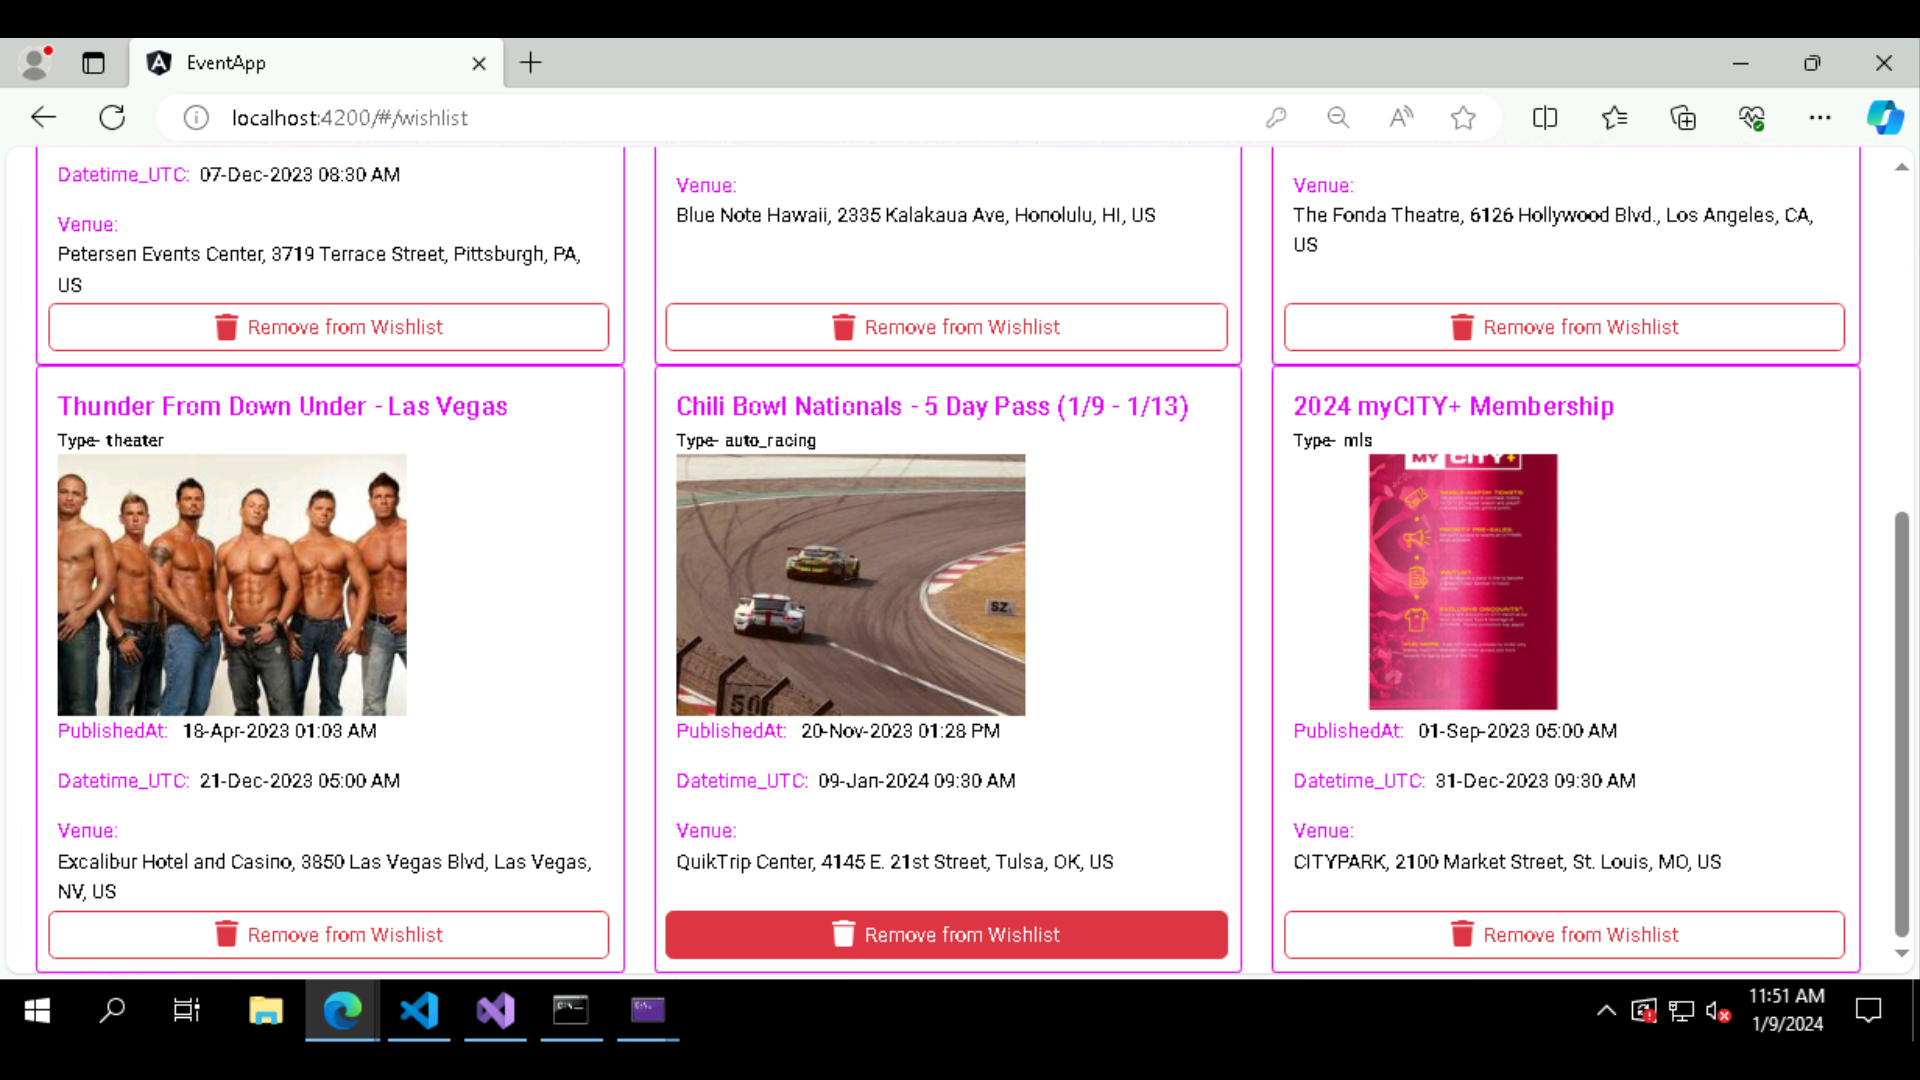 EventApp
localhost:4200/#/wishlist
Datetime_UTC: 07-Dec-2023 08:30 AM
Venue:
Petersen Events Center, 3719 Terrace Street, Pittsburgh, PA,
US
Remove from Wishlist
Venue:
Blue Note Hawaii, 2335 Kalakaua Ave, Honolulu, HI, US
Remove from Wishlist
Venue:
The Fonda Theatre, 6126 Hollywood Blvd., Los Angeles, CA,
US
Remove from Wishlist
Thunder From Down Under - Las Vegas
Type- theater
PublishedAt: 18-Apr-2023 01:03 AM
Datetime_UTC: 21-Dec-2023 05:00 AM
Venue:
Excalibur Hotel and Casino, 3850 Las Vegas Blvd, Las Vegas,
NV, US
Remove from Wishlist
Chili Bowl Nationals - 5 Day Pass (1/9 - 1/13)
Type- auto_racing
SZ
50
PublishedAt: 20-Nov-2023 01:28 PM
Datetime_UTC: 09-Jan-2024 09:30 AM
Venue:
QuikTrip Center, 4145 E. 21st Street, Tulsa, OK, US
Remove from Wishlist
2024 myCITY+ Membership
Type- mls
MY CITY+
PublishedAt: 01-Sep-2023 05:00 AM
Datetime_UTC: 31-Dec-2023 09:30 AM
Venue:
CITYPARK, 2100 Market Street, St. Louis, MO, US
Remove from Wishlist
11:51 AM
1/9/2024